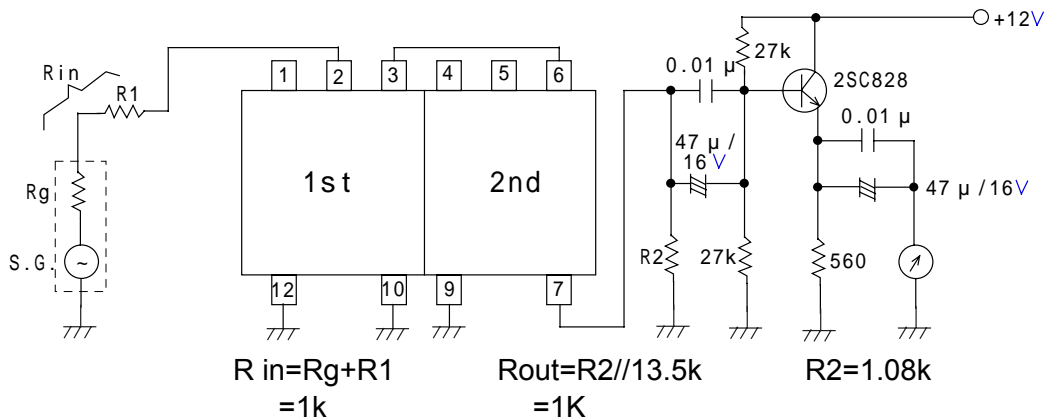 +12V
27k
2SC828
0.01 μ
0.01 μ
Rin
R1
1 2 3 4 5 6
47 μ /
16V
1st 2nd
47 μ /16V
Rg
S.G. ~
R2 27k 560
12 10 9 7
R in=Rg+R1 Rout=R2//13.5k R2=1.08k
=1k =1K